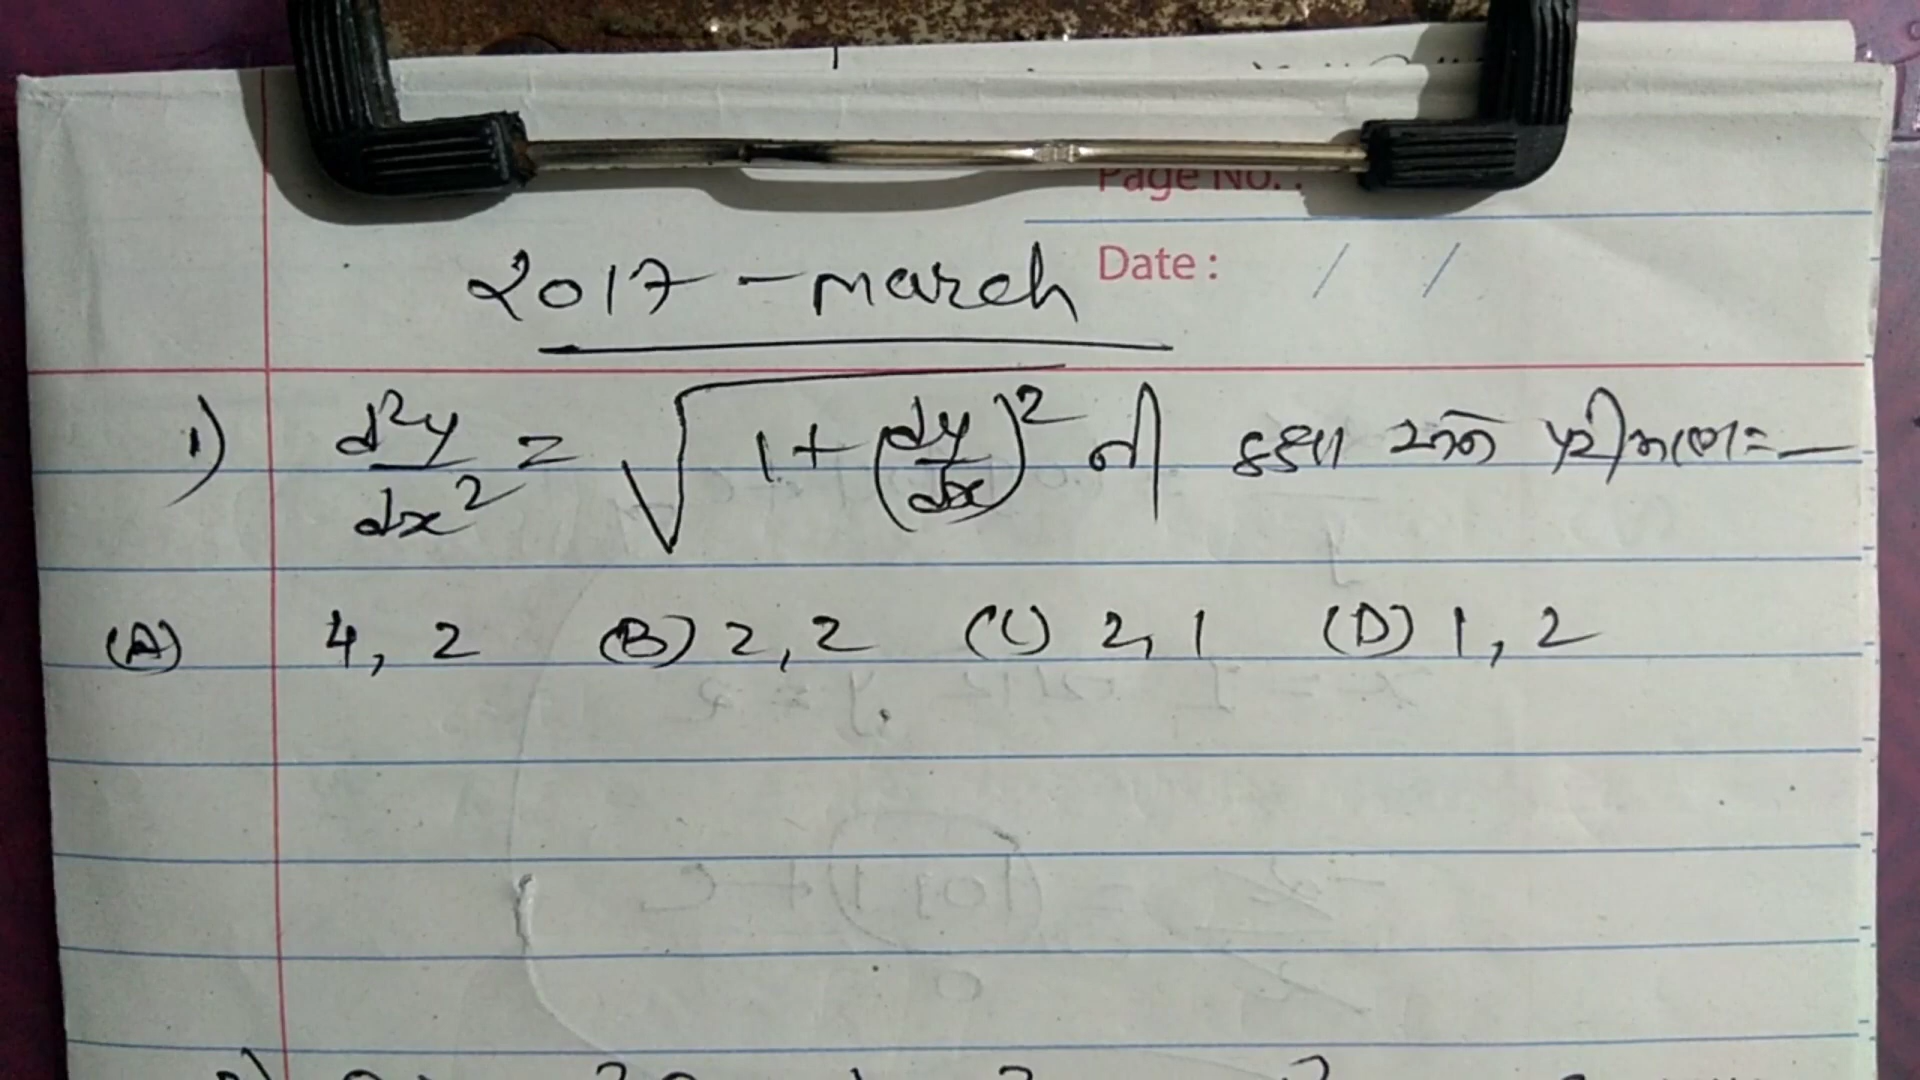 Page No. :
Date : / /
2017 - march
1) d²y/dx² = √(1 + (dy/dx)²) ની કક્ષા અને પરીમાણ = —
(A) 4, 2 (B) 2, 2 (C) 2, 1 (D) 1, 2